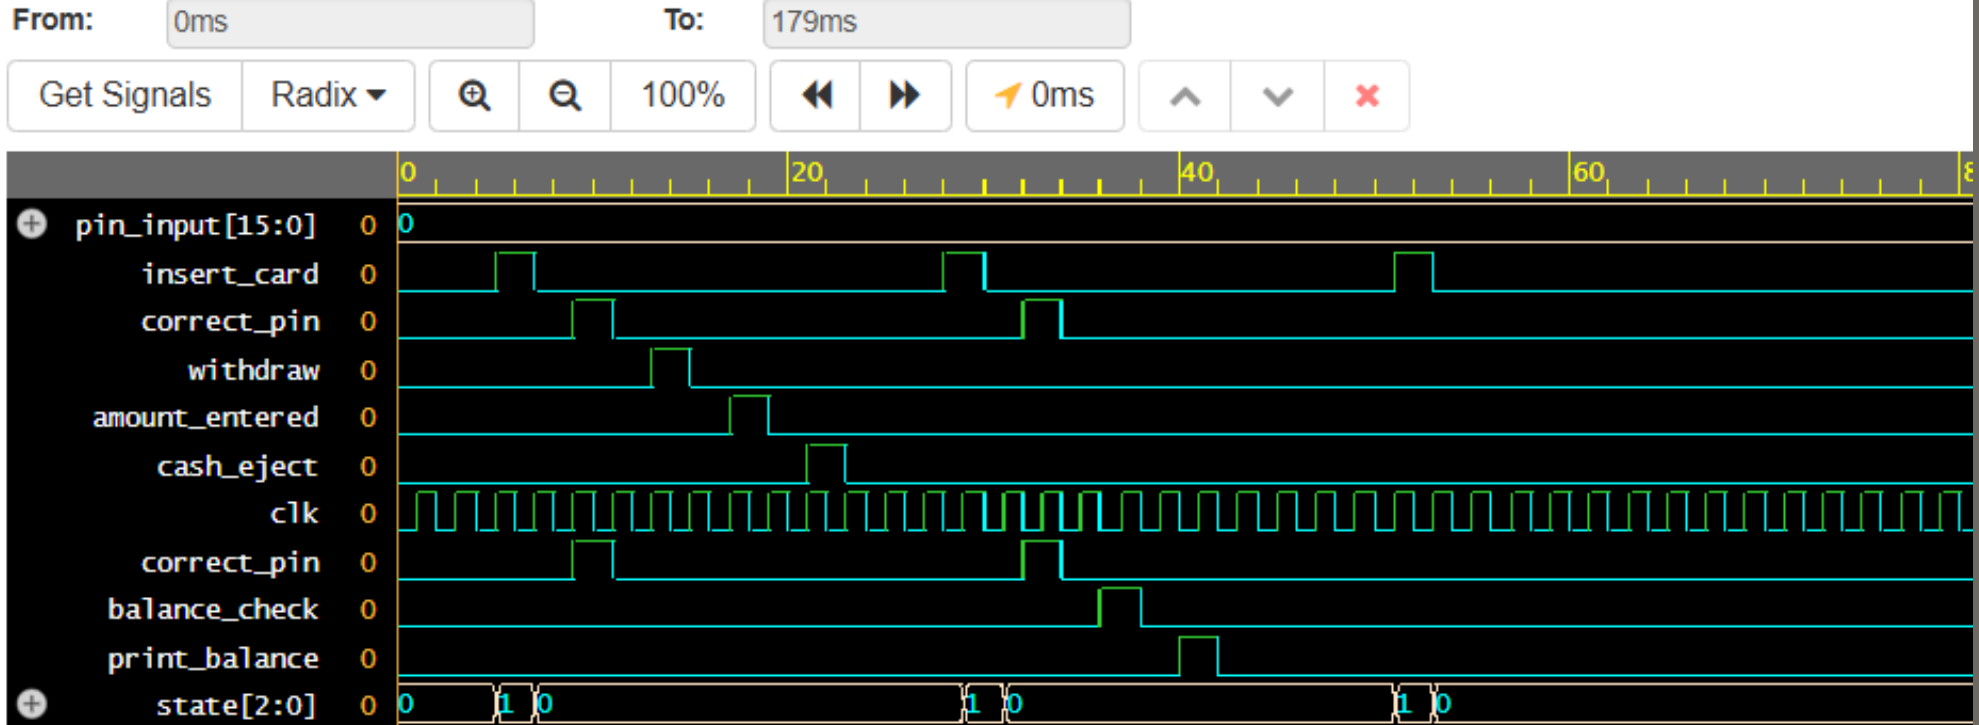 From: 0ms To: 179ms
Get Signals Radix 100% 0ms
0 20 40 60 8
pin_input[15:0] 0 0
insert_card 0
correct_pin 0
withdraw 0
amount_entered 0
cash_eject 0
clk 0
correct_pin 0
balance_check 0
print_balance 0
state[2:0] 0 0 1 0 1 0 1 0